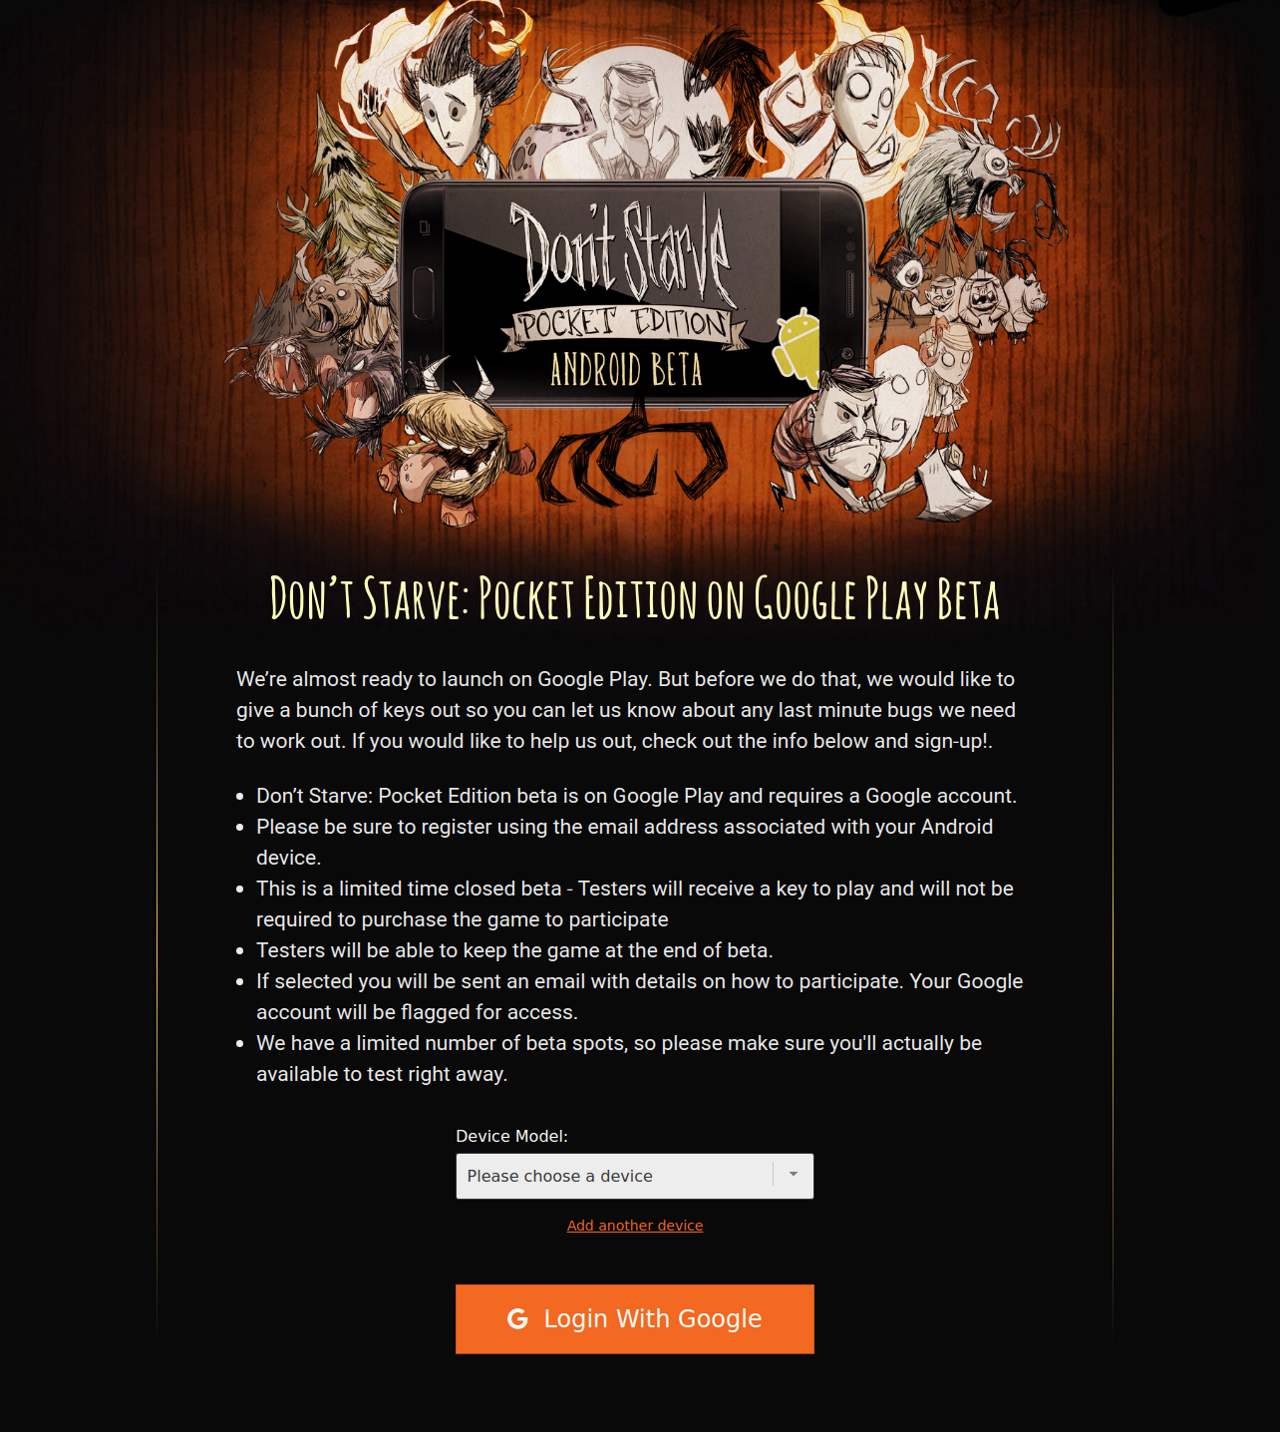 Don't Starve
POCKET EDITION
ANDROID BETA
Don’t Starve: Pocket Edition on Google Play Beta
We’re almost ready to launch on Google Play. But before we do that, we would like to
give a bunch of keys out so you can let us know about any last minute bugs we need
to work out. If you would like to help us out, check out the info below and sign-up!.
Don’t Starve: Pocket Edition beta is on Google Play and requires a Google account.
Please be sure to register using the email address associated with your Android
device.
This is a limited time closed beta - Testers will receive a key to play and will not be
required to purchase the game to participate
Testers will be able to keep the game at the end of beta.
If selected you will be sent an email with details on how to participate. Your Google
account will be flagged for access.
We have a limited number of beta spots, so please make sure you'll actually be
available to test right away.
Device Model:
Please choose a device
Add another device
Login With Google